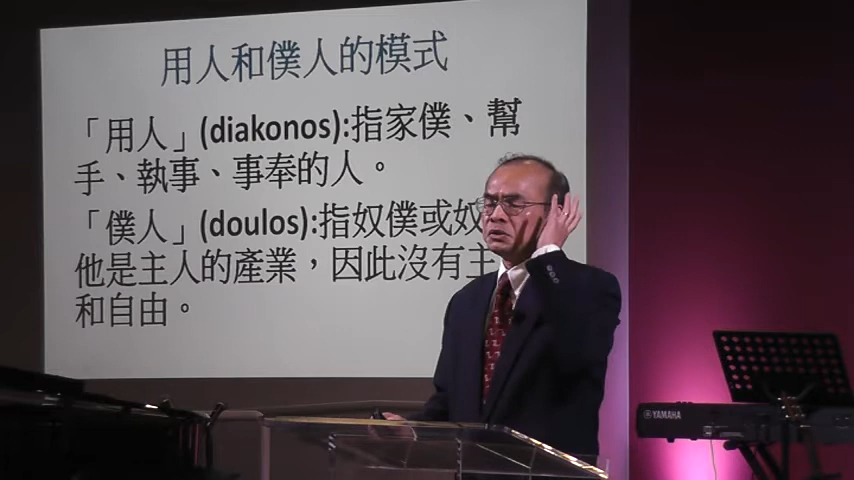 用人和僕人的模式
「用人」(diakonos):指家僕、幫
手、執事、事奉的人。
「僕人」(doulos):指奴僕或奴
他是主人的產業，因此沒有主
和自由。
YAMAHA